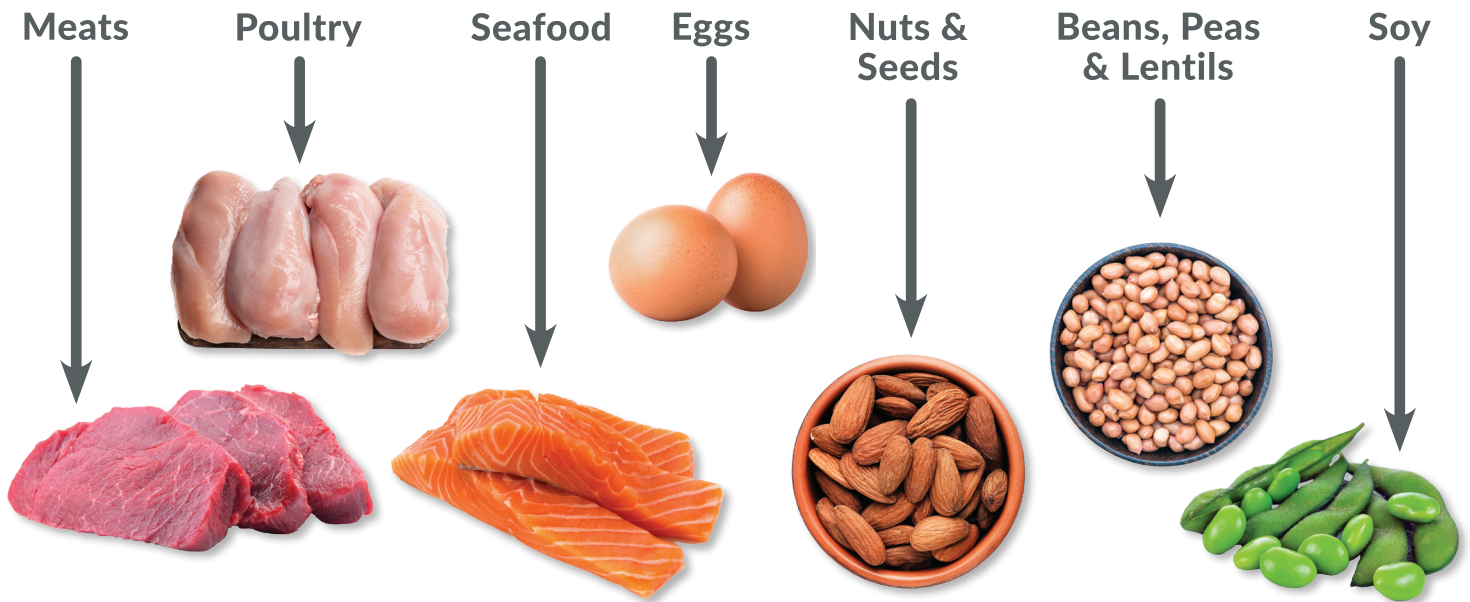 Meats
Poultry
Seafood
Eggs
Nuts &
Seeds
Beans, Peas
& Lentils
Soy